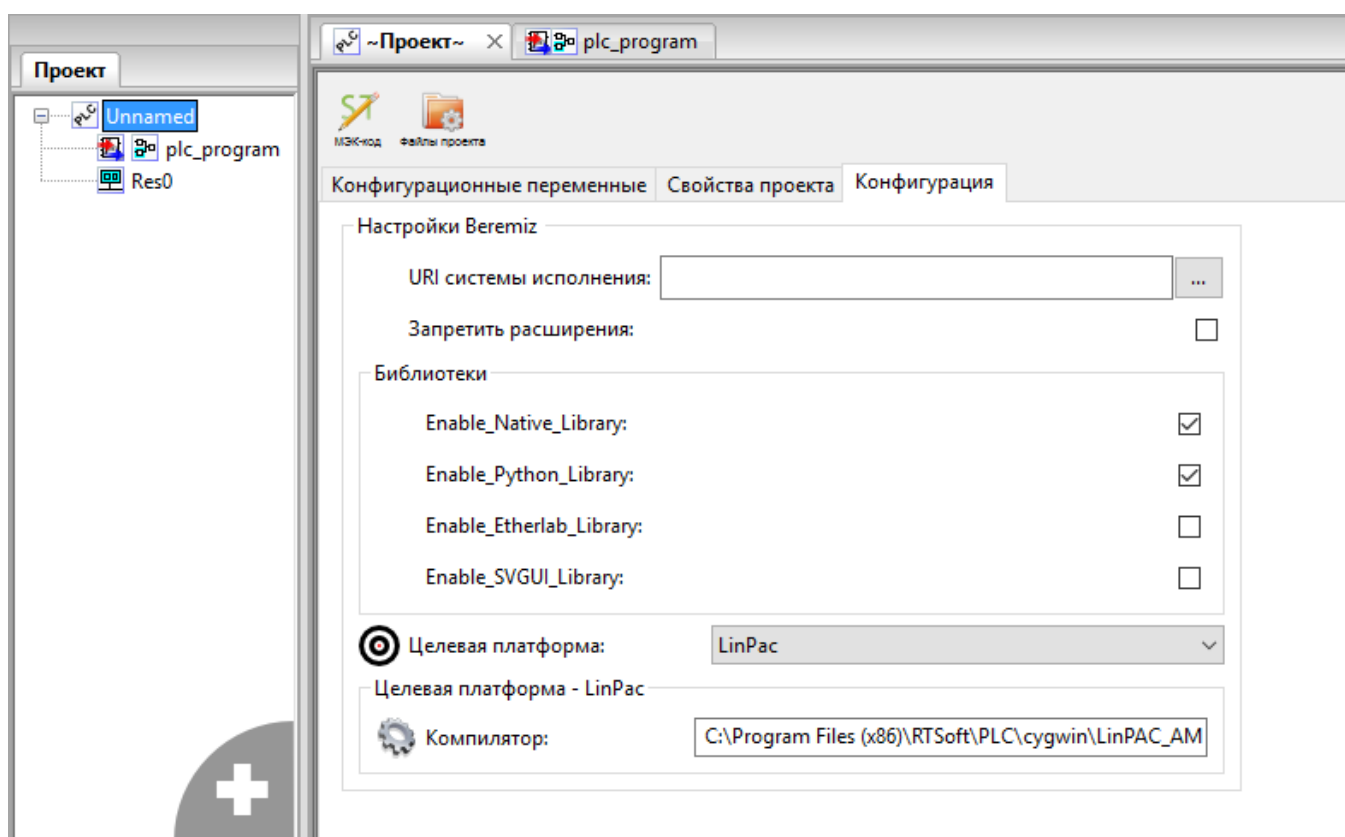 Проект
Unnamed
plc_program
Res0
~Проект~
plc_program
МЭК-код
Файлы проекта
Конфигурационные переменные
Свойства проекта
Конфигурация
Настройки Beremiz
URI системы исполнения:
...
Запретить расширения:
Библиотеки
Enable_Native_Library:
Enable_Python_Library:
Enable_Etherlab_Library:
Enable_SVGUI_Library:
Целевая платформа:
LinPac
Целевая платформа - LinPac
Компилятор:
C:\Program Files (x86)\RTSoft\PLC\cygwin\LinPAC_AM